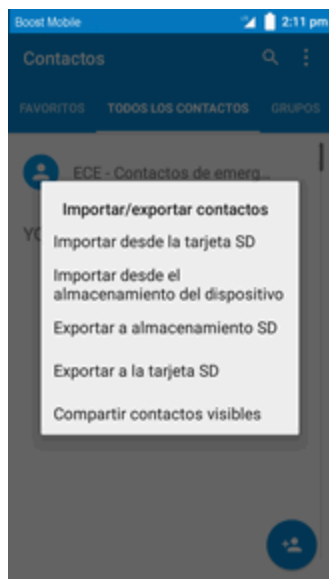 Boost Mobile 2:11 pm
Contactos
FAVORITOS TODOS LOS CONTACTOS GRUPOS
ECE - Contactos de emerg...
YO
Importar/exportar contactos
Importar desde la tarjeta SD
Importar desde el
almacenamiento del dispositivo
Exportar a almacenamiento SD
Exportar a la tarjeta SD
Compartir contactos visibles